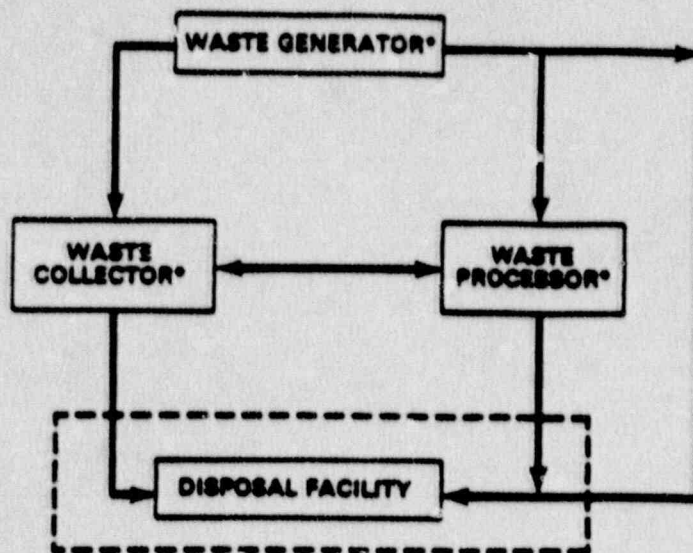 WASTE GENERATOR*
WASTE
COLLECTOR*
WASTE
PROCESSOR*
DISPOSAL FACILITY